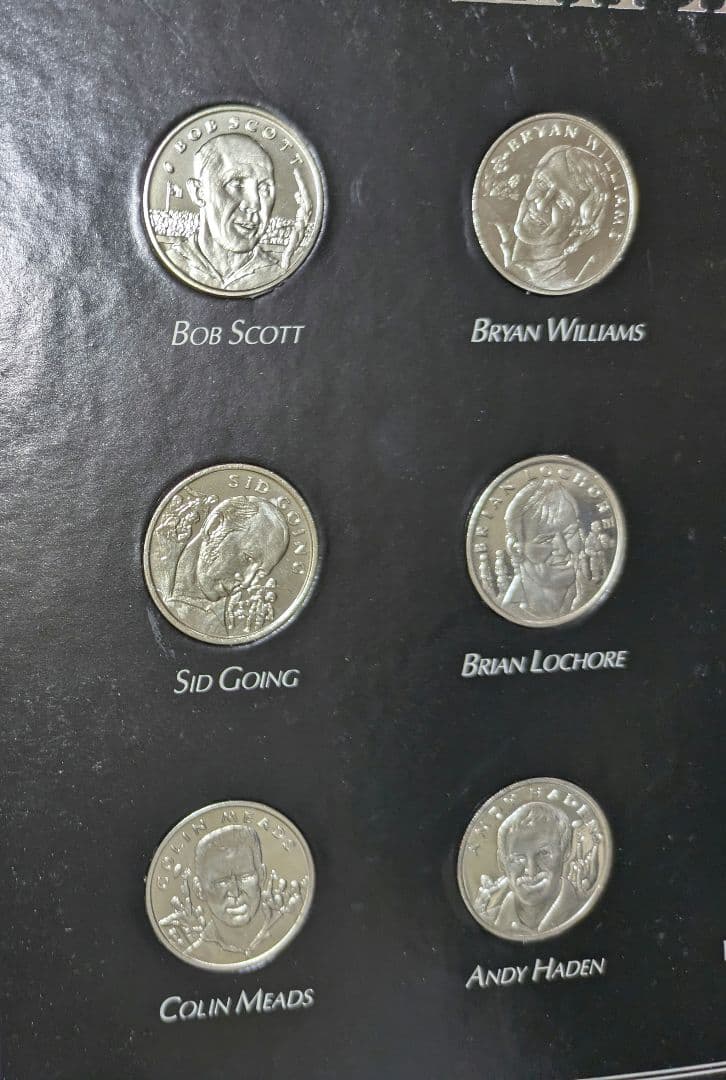 BOB SCOTT
BRYAN WILLIAMS
BOB SCOTT
BRYAN WILLIAMS
SID GOING
BRIAN LOCHORE
SID GOING
BRIAN LOCHORE
COLIN MEADS
ANDY HADEN
COLIN MEADS
ANDY HADEN